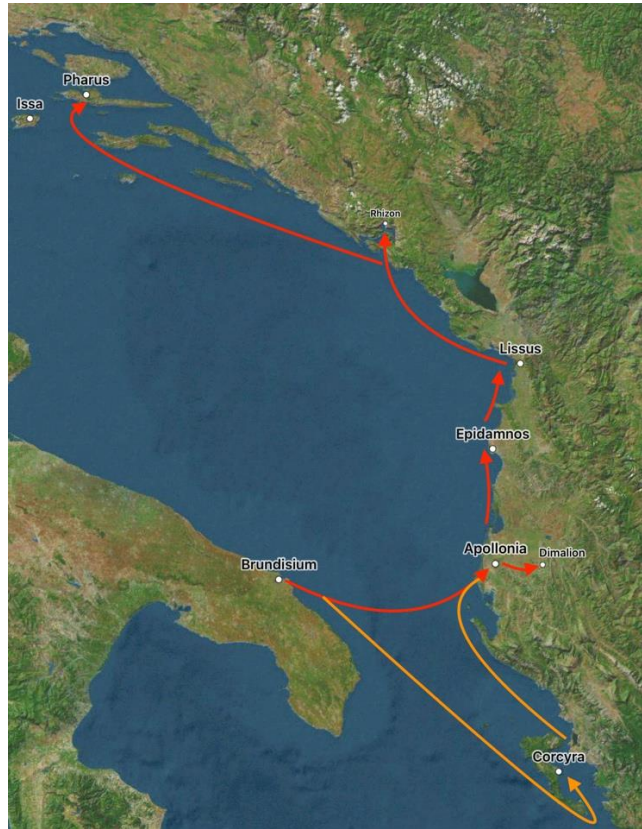 Pharus
Issa
Rhizon
Lissus
Epidamnos
Apollonia
Dimalion
Brundisium
Corcyra